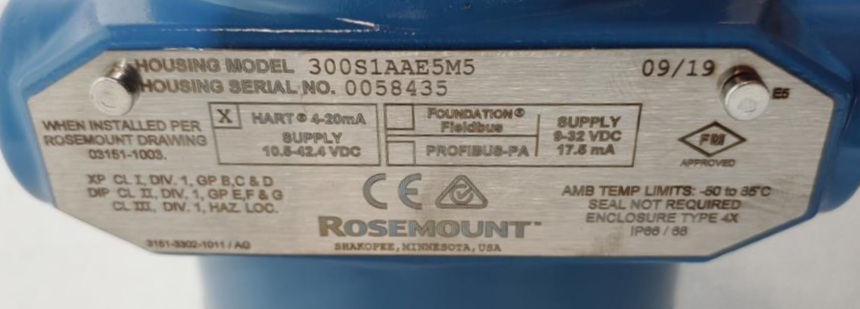 HOUSING MODEL 300S1AAE5M5 09/19
HOUSING SERIAL NO. 0058435 E5
WHEN INSTALLED PER
ROSEMOUNT DRAWING
03151-1003.
X HART® 4-20mA
SUPPLY
10.5-42.4 VDC
FOUNDATION®
Fieldbus
PROFIBUS-PA
SUPPLY
9-32 VDC
17.5 mA
FM
APPROVED
XP CL I, DIV. 1, GP B,C & D
DIP CL II, DIV. 1, GP E,F & G
CL III, DIV. 1, HAZ. LOC.
CE
AMB TEMP LIMITS: -50 to 85°C
SEAL NOT REQUIRED
ENCLOSURE TYPE 4X
IP66 / 68
ROSEMOUNT™
SHAKOPEE, MINNESOTA, USA
3151-3302-1011 / AG